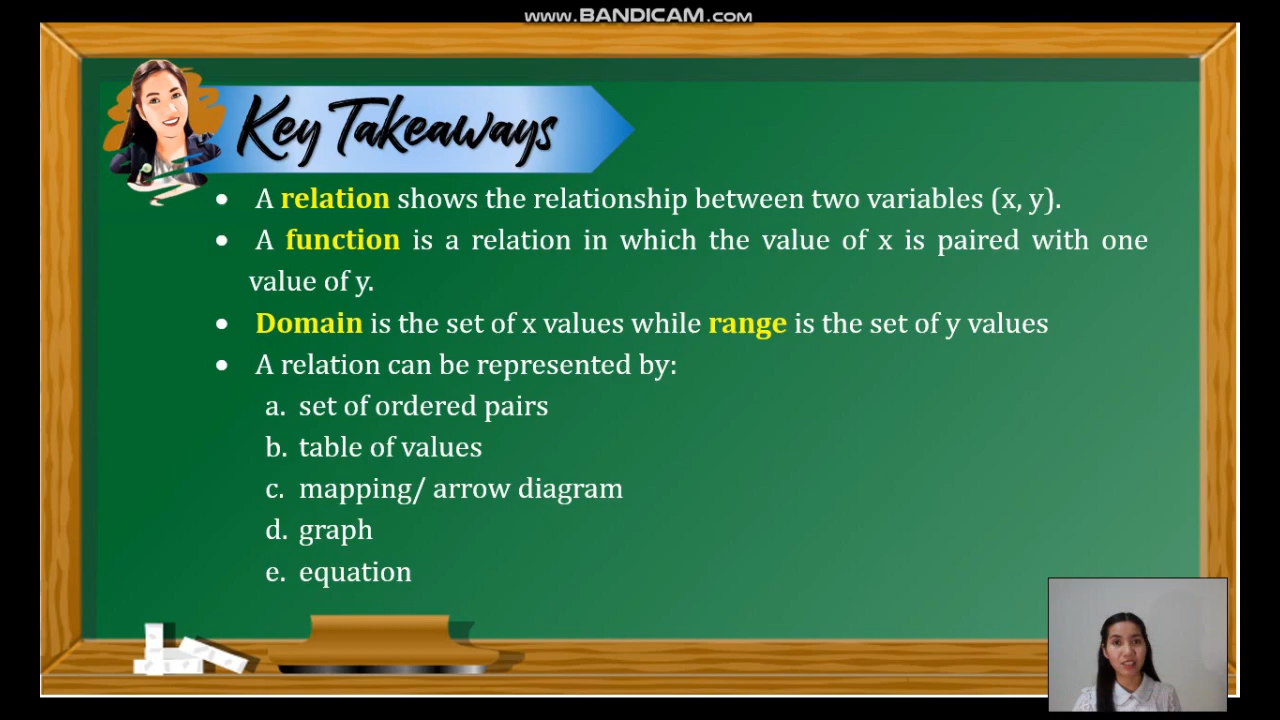 www.BANDICAM.com
Key Takeaways
• A relation shows the relationship between two variables (x, y).
• A function is a relation in which the value of x is paired with one
value of y.
• Domain is the set of x values while range is the set of y values
• A relation can be represented by:
a. set of ordered pairs
b. table of values
c. mapping/ arrow diagram
d. graph
e. equation